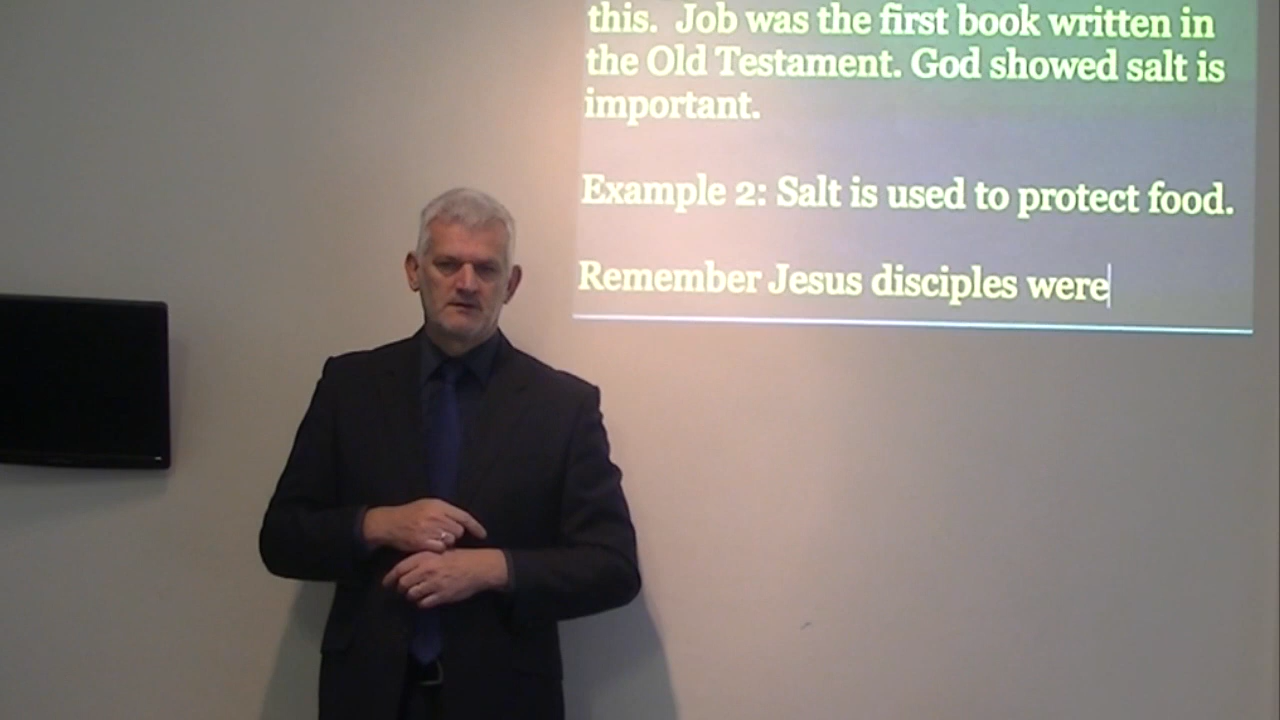 this.  Job was the first book written in
the Old Testament. God showed salt is
important.
Example 2: Salt is used to protect food.
Remember Jesus disciples were